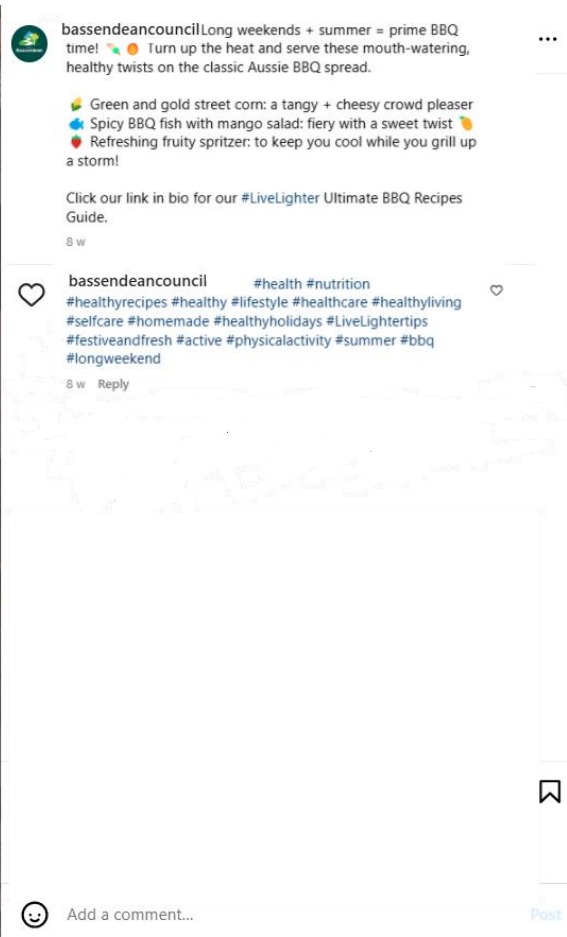 bassendeancouncilLong weekends + summer = prime BBQ
time! 🍡 🔥 Turn up the heat and serve these mouth-watering,
healthy twists on the classic Aussie BBQ spread.
🌽 Green and gold street corn: a tangy + cheesy crowd pleaser
🐟 Spicy BBQ fish with mango salad: fiery with a sweet twist 🥭
🍓 Refreshing fruity spritzer: to keep you cool while you grill up
a storm!
Click our link in bio for our #LiveLighter Ultimate BBQ Recipes
Guide.
8 w
bassendeancouncil #health #nutrition
#healthyrecipes #healthy #lifestyle #healthcare #healthyliving
#selfcare #homemade #healthyholidays #LiveLightertips
#festiveandfresh #active #physicalactivity #summer #bbq
#longweekend
8 w Reply
Add a comment... Post